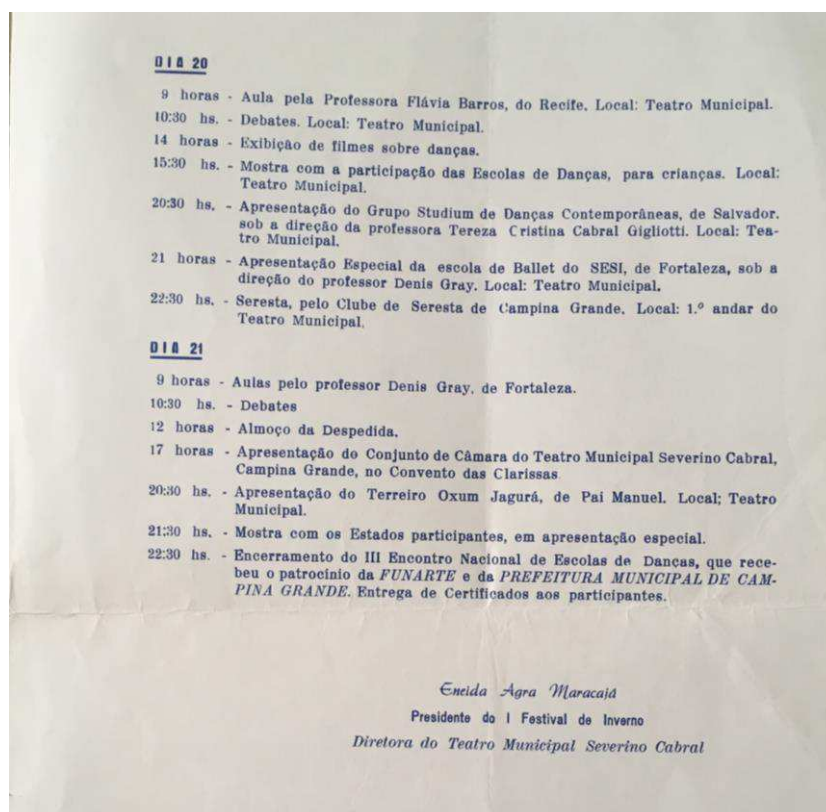 DIA 20
9 horas - Aula pela Professora Flávia Barros, do Recife. Local: Teatro Municipal.
10:30 hs. - Debates. Local: Teatro Municipal.
14 horas - Exibição de filmes sobre danças.
15:30 hs. - Mostra com a participação das Escolas de Danças, para crianças. Local:
Teatro Municipal.
20:30 hs. - Apresentação do Grupo Studium de Danças Contemporâneas, de Salvador.
sob a direção da professora Tereza Cristina Cabral Gigliotti. Local: Tea-
tro Municipal.
21 horas - Apresentação Especial da escola de Ballet do SESI, de Fortaleza, sob a
direção do professor Denis Gray. Local: Teatro Municipal.
22:30 hs. - Seresta, pelo Clube de Seresta de Campina Grande. Local: 1.º andar do
Teatro Municipal.
DIA 21
9 horas - Aulas pelo professor Denis Gray, de Fortaleza.
10:30 hs. - Debates
12 horas - Almoço da Despedida.
17 horas - Apresentação do Conjunto de Câmara do Teatro Municipal Severino Cabral,
Campina Grande, no Convento das Clarissas
20:30 hs. - Apresentação do Terreiro Oxum Jagurá, de Pai Manuel. Local; Teatro
Municipal.
21:30 hs. - Mostra com os Estados participantes, em apresentação especial.
22:30 hs. - Encerramento do III Encontro Nacional de Escolas de Danças, que rece-
beu o patrocínio da FUNARTE e da PREFEITURA MUNICIPAL DE CAM-
PINA GRANDE. Entrega de Certificados aos participantes.
Eneida Agra Maracajá
Presidente do I Festival de Inverno
Diretora do Teatro Municipal Severino Cabral